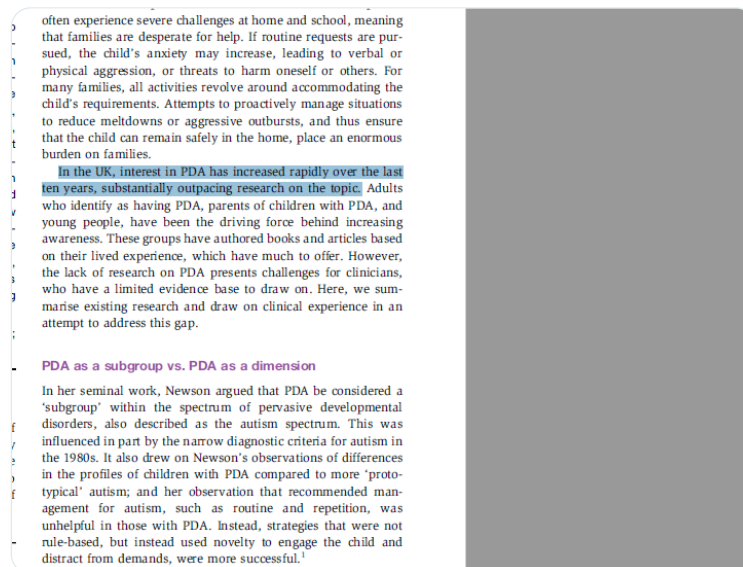 often experience severe challenges at home and school, meaning
that families are desperate for help. If routine requests are pur-
sued, the child's anxiety may increase, leading to verbal or
physical aggression, or threats to harm oneself or others. For
many families, all activities revolve around accommodating the
child's requirements. Attempts to proactively manage situations
to reduce meltdowns or aggressive outbursts, and thus ensure
that the child can remain safely in the home, place an enormous
burden on families.
In the UK, interest in PDA has increased rapidly over the last
ten years, substantially outpacing research on the topic. Adults
who identify as having PDA, parents of children with PDA, and
young people, have been the driving force behind increasing
awareness. These groups have authored books and articles based
on their lived experience, which have much to offer. However,
the lack of research on PDA presents challenges for clinicians,
who have a limited evidence base to draw on. Here, we sum-
marise existing research and draw on clinical experience in an
attempt to address this gap.
PDA as a subgroup vs. PDA as a dimension
In her seminal work, Newson argued that PDA be considered a
'subgroup' within the spectrum of pervasive developmental
disorders, also described as the autism spectrum. This was
influenced in part by the narrow diagnostic criteria for autism in
the 1980s. It also drew on Newson's observations of differences
in the profiles of children with PDA compared to more 'proto-
typical' autism; and her observation that recommended man-
agement for autism, such as routine and repetition, was
unhelpful in those with PDA. Instead, strategies that were not
rule-based, but instead used novelty to engage the child and
distract from demands, were more successful.¹